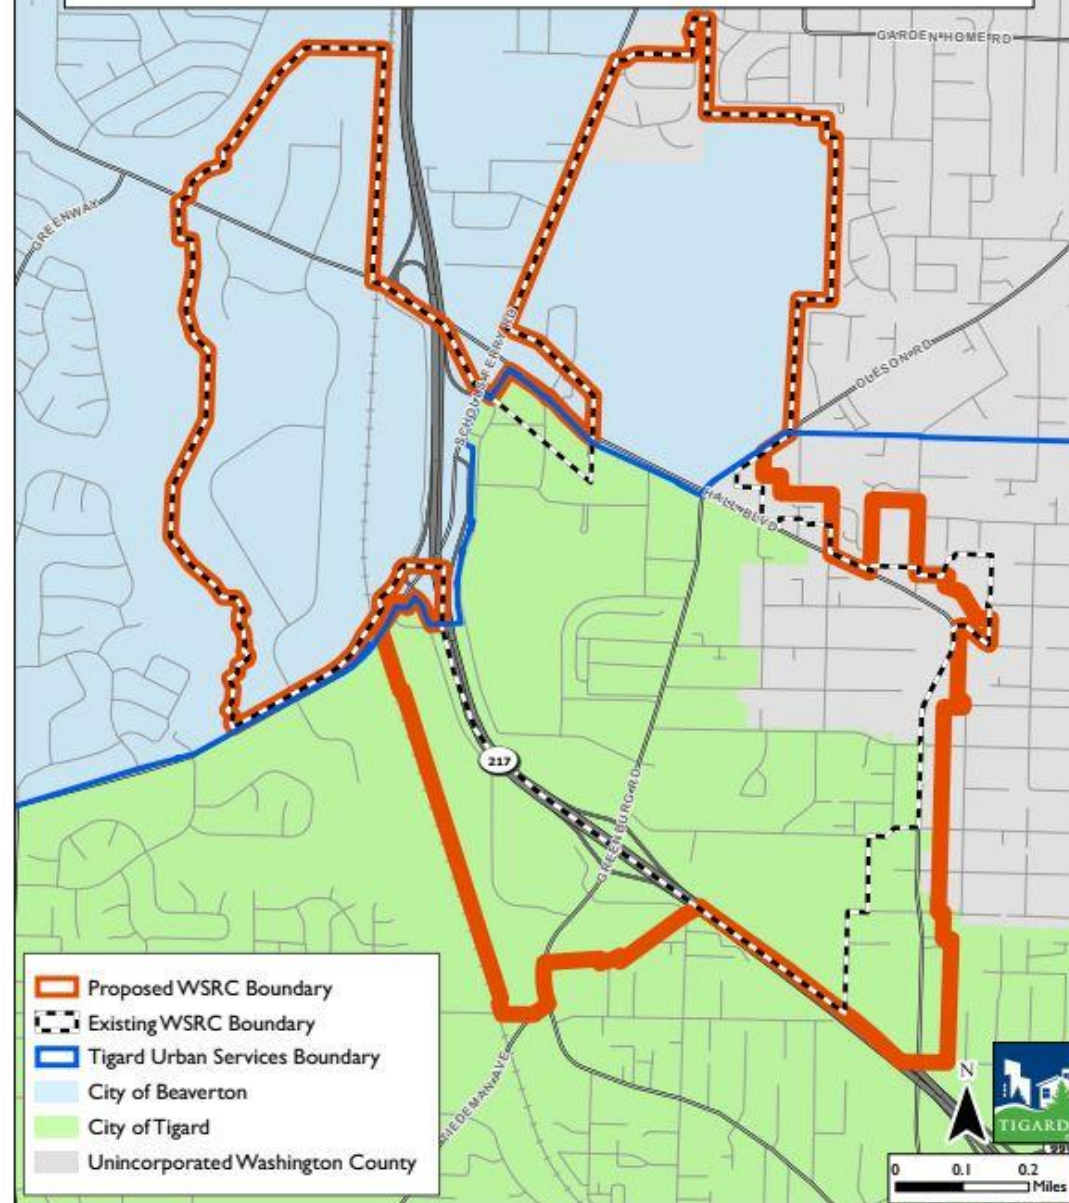 GARDEN HOME RD
GREENWAY
SCHOLLS FERRY RD
OLESON RD
HALL BLVD
217
GREENBURG RD
TIEDEMAN AVE
Proposed WSRC Boundary
Existing WSRC Boundary
Tigard Urban Services Boundary
City of Beaverton
City of Tigard
Unincorporated Washington County
N
TIGARD
0 0.1 0.2
Miles